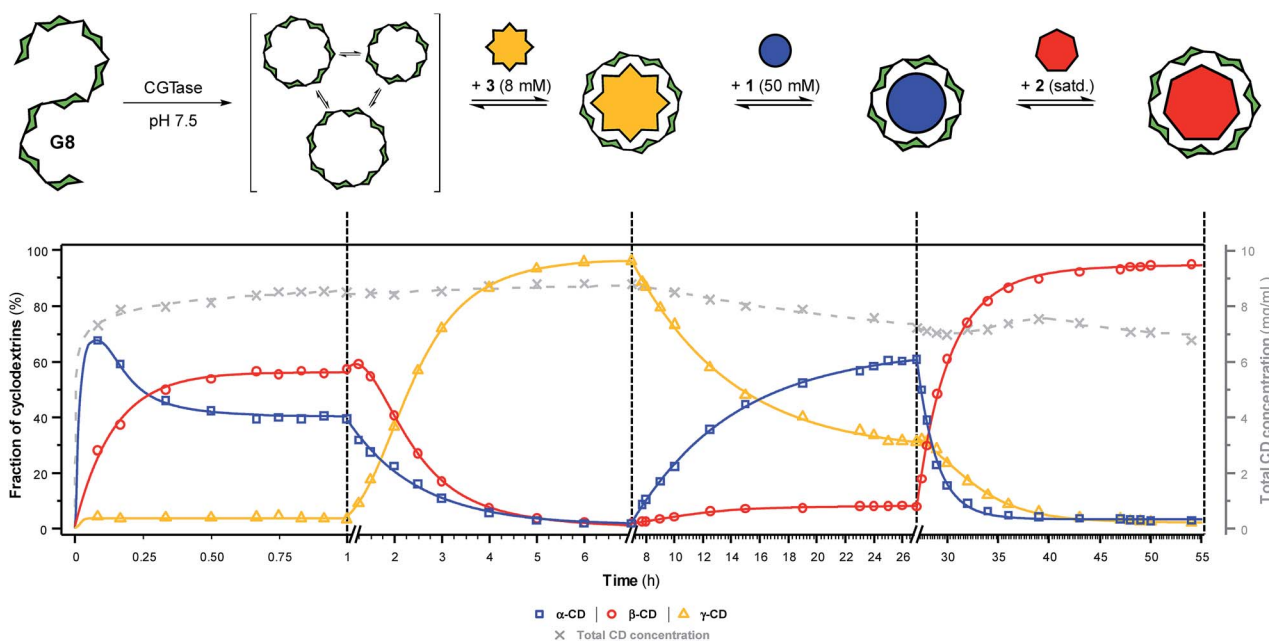 G8
CGTase
pH 7.5
+ 3 (8 mM)
+ 1 (50 mM)
+ 2 (satd.)
Fraction of cyclodextrins (%)
100
80
60
40
20
0
Total CD concentration (mg/mL)
10
8
6
4
2
0
0 0.25 0.50 0.75 1 2 3 4 5 6 8 10 12 14 16 18 20 22 24 26 30 35 40 45 50 55
Time (h)
α-CD | β-CD | γ-CD
Total CD concentration